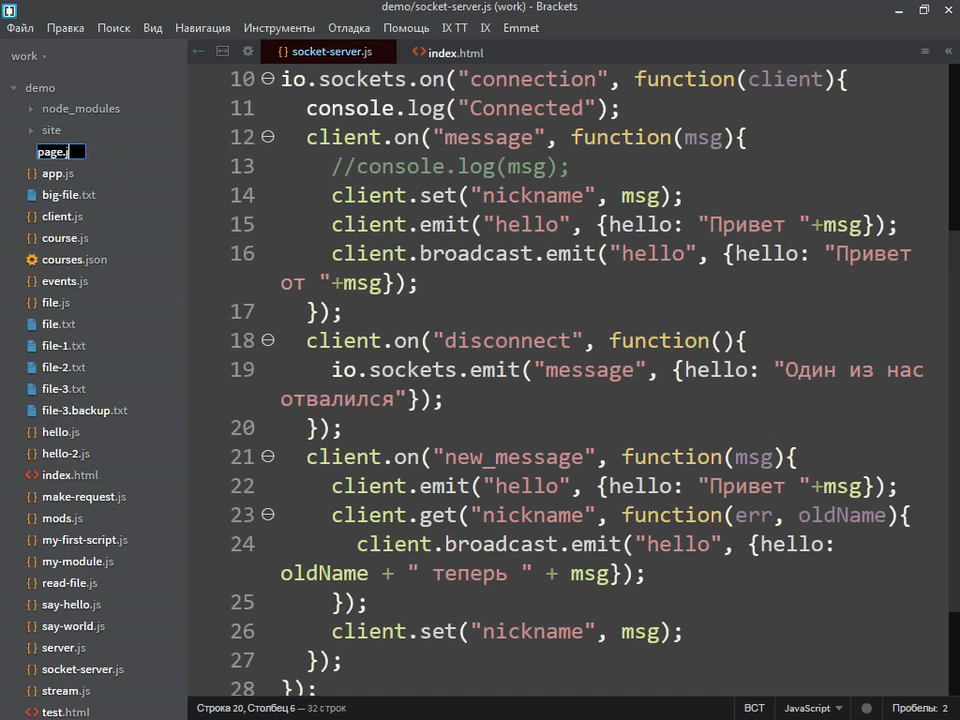 demo/socket-server.js (work) - Brackets
Файл Правка Поиск Вид Навигация Инструменты Отладка Помощь IX TT IX Emmet
work
socket-server.js
index.html
demo
node_modules
site
page.j
app.js
big-file.txt
client.js
course.js
courses.json
events.js
file.js
file.txt
file-1.txt
file-2.txt
file-3.txt
file-3.backup.txt
hello.js
hello-2.js
index.html
make-request.js
mods.js
my-first-script.js
my-module.js
read-file.js
say-hello.js
say-world.js
server.js
socket-server.js
stream.js
test.html
10 io.sockets.on("connection", function(client){
11 console.log("Connected");
12 client.on("message", function(msg){
13 //console.log(msg);
14 client.set("nickname", msg);
15 client.emit("hello", {hello: "Привет "+msg});
16 client.broadcast.emit("hello", {hello: "Привет
от "+msg});
17 });
18 client.on("disconnect", function(){
19 io.sockets.emit("message", {hello: "Один из нас
отвалился"});
20 });
21 client.on("new_message", function(msg){
22 client.emit("hello", {hello: "Привет "+msg});
23 client.get("nickname", function(err, oldName){
24 client.broadcast.emit("hello", {hello:
oldName + " теперь " + msg});
25 });
26 client.set("nickname", msg);
27 });
28 });
Строка 20, Столбец 6 — 32 строк
ВСТ JavaScript Пробелы: 2